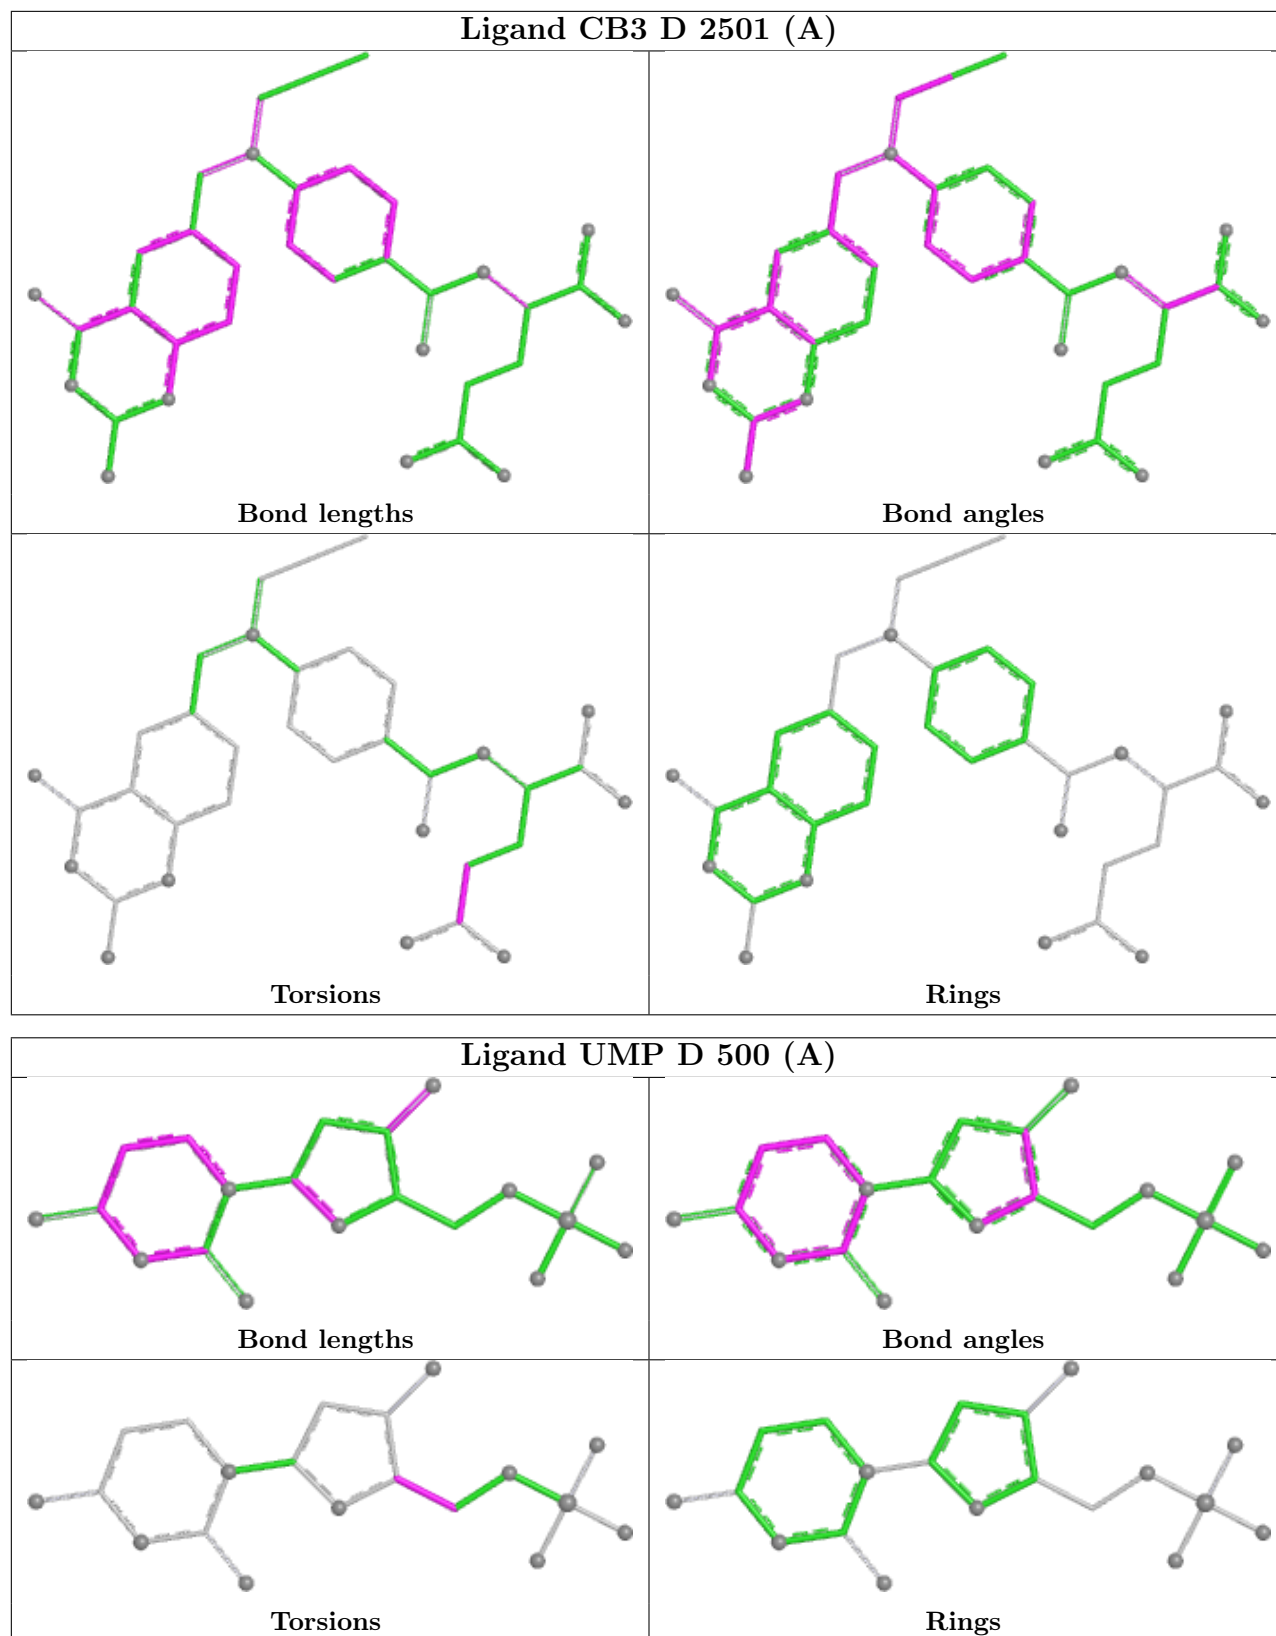 Ligand CB3 D 2501 (A)
Bond lengths
Bond angles
Torsions
Rings
Ligand UMP D 500 (A)
Bond lengths
Bond angles
Torsions
Rings